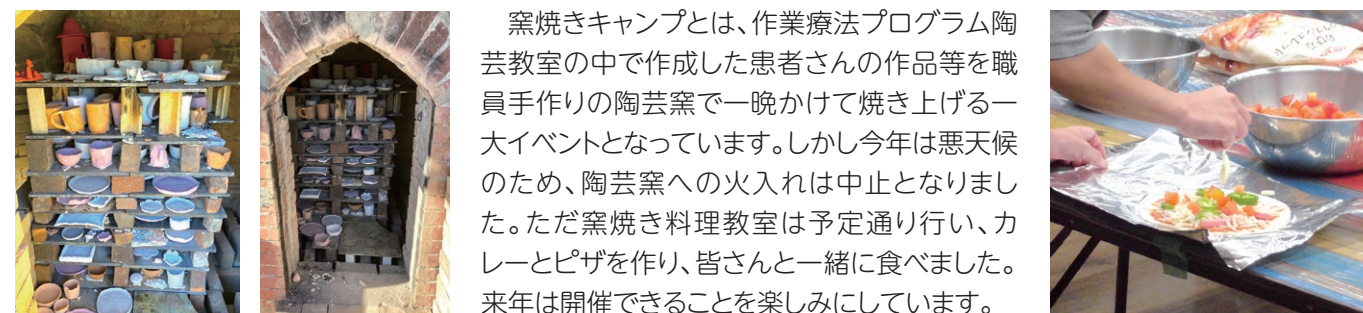 窯焼きキャンプとは、作業療法プログラム陶
芸教室の中で作成した患者さんの作品等を職
員手作りの陶芸窯で一晩かけて焼き上げる一
大イベントとなっています。しかし今年は悪天候
のため、陶芸窯への火入れは中止となりまし
た。ただ窯焼き料理教室は予定通り行い、カ
レーとピザを作り、皆さんと一緒に食べました。
来年は開催できることを楽しみにしています。